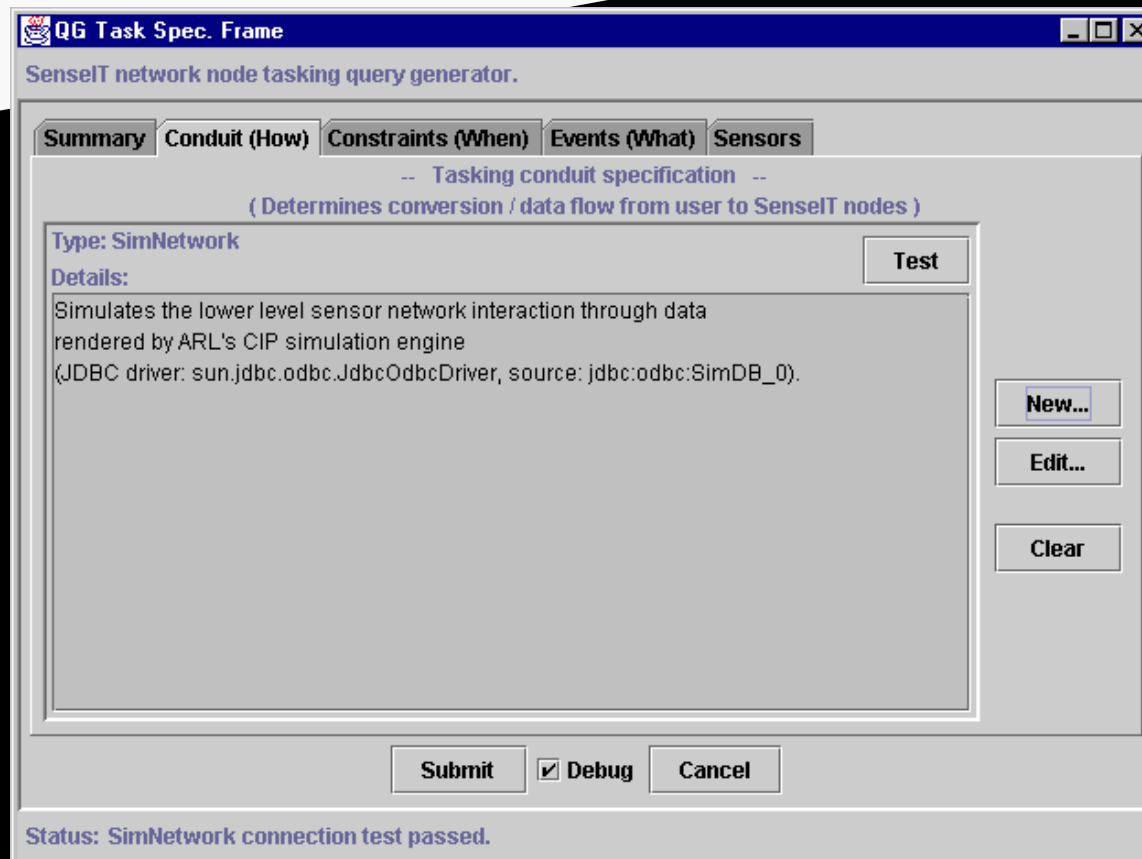 QG Task Spec. Frame
SenseIT network node tasking query generator.
Summary Conduit (How) Constraints (When) Events (What) Sensors
-- Tasking conduit specification --
( Determines conversion / data flow from user to SenseIT nodes )
Type: SimNetwork
Test
Details:
Simulates the lower level sensor network interaction through data
rendered by ARL's CIP simulation engine
(JDBC driver: sun.jdbc.odbc.JdbcOdbcDriver, source: jdbc:odbc:SimDB_0).
New...
Edit...
Clear
Submit Debug Cancel
Status: SimNetwork connection test passed.